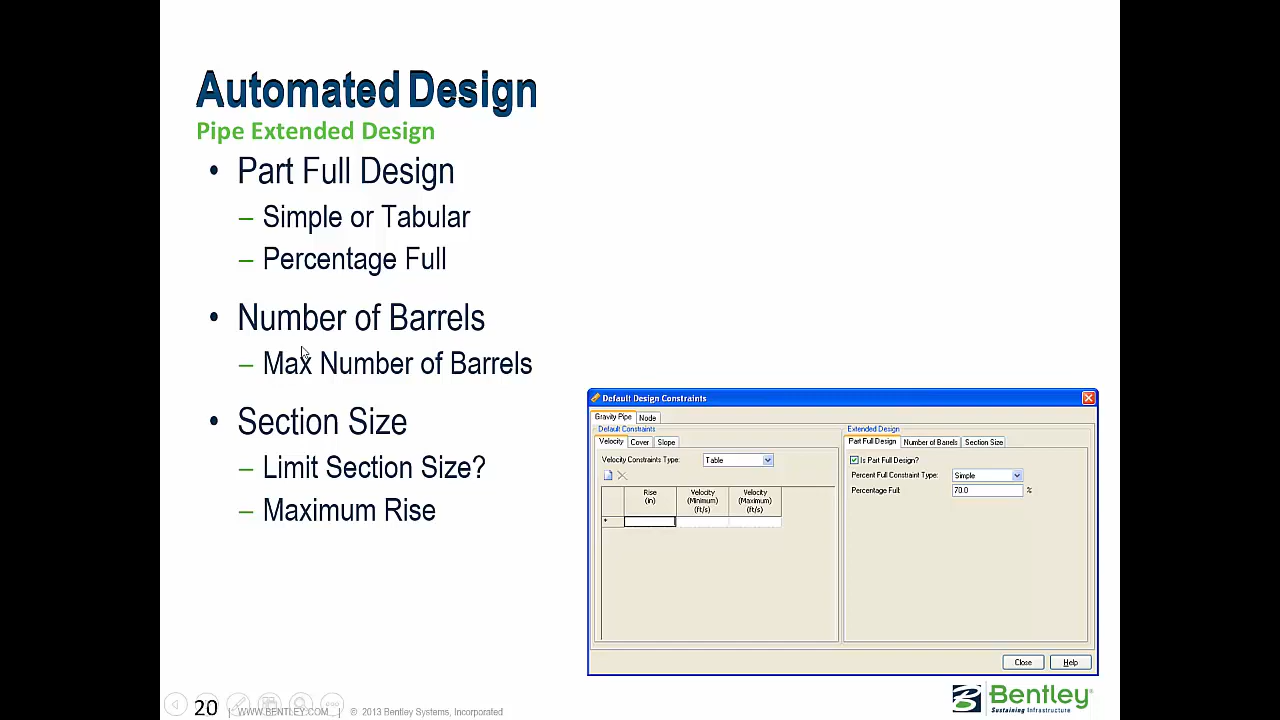 Automated Design
Pipe Extended Design
• Part Full Design
– Simple or Tabular
– Percentage Full
• Number of Barrels
– Max Number of Barrels
• Section Size
– Limit Section Size?
– Maximum Rise
Default Design Constraints
Gravity Pipe Node
Default Constraints
Velocity Cover Slope
Velocity Constraints Type: Table
Rise (in)
Velocity (Minimum) (ft/s)
Velocity (Maximum) (ft/s)
*
Extended Design
Part Full Design Number of Barrels Section Size
Is Part Full Design?
Percent Full Constraint Type: Simple
Percentage Full: 70.0 %
Close Help
20 | WWW.BENTLEY.COM | © 2013 Bentley Systems, Incorporated
Bentley®
Sustaining Infrastructure